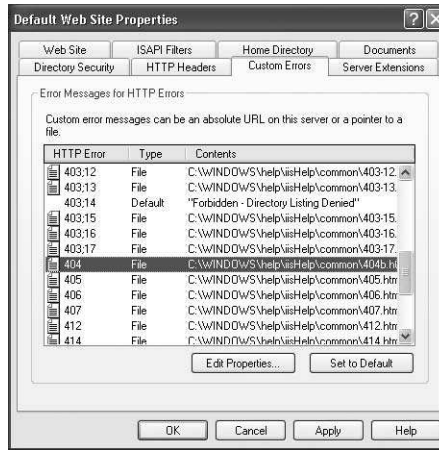 Default Web Site Properties
Web Site ISAPI Filters Home Directory Documents
Directory Security HTTP Headers Custom Errors Server Extensions
Error Messages for HTTP Errors
Custom error messages can be an absolute URL on this server or a pointer to a
file.
HTTP Error Type Contents
403;12 File C:\WINDOWS\help\iisHelp\common\403-12.
403;13 File C:\WINDOWS\help\iisHelp\common\403-13.
403;14 Default "Forbidden - Directory Listing Denied"
403;15 File C:\WINDOWS\help\iisHelp\common\403-15.
403;16 File C:\WINDOWS\help\iisHelp\common\403-16.
403;17 File C:\WINDOWS\help\iisHelp\common\403-17.
404 File C:\WINDOWS\help\iisHelp\common\404b.ht
405 File C:\WINDOWS\help\iisHelp\common\405.htm
406 File C:\WINDOWS\help\iisHelp\common\406.htm
407 File C:\WINDOWS\help\iisHelp\common\407.htm
412 File C:\WINDOWS\help\iisHelp\common\412.htm
414 File C:\WINDOWS\help\iisHelp\common\414.htm
Edit Properties... Set to Default
OK Cancel Apply Help